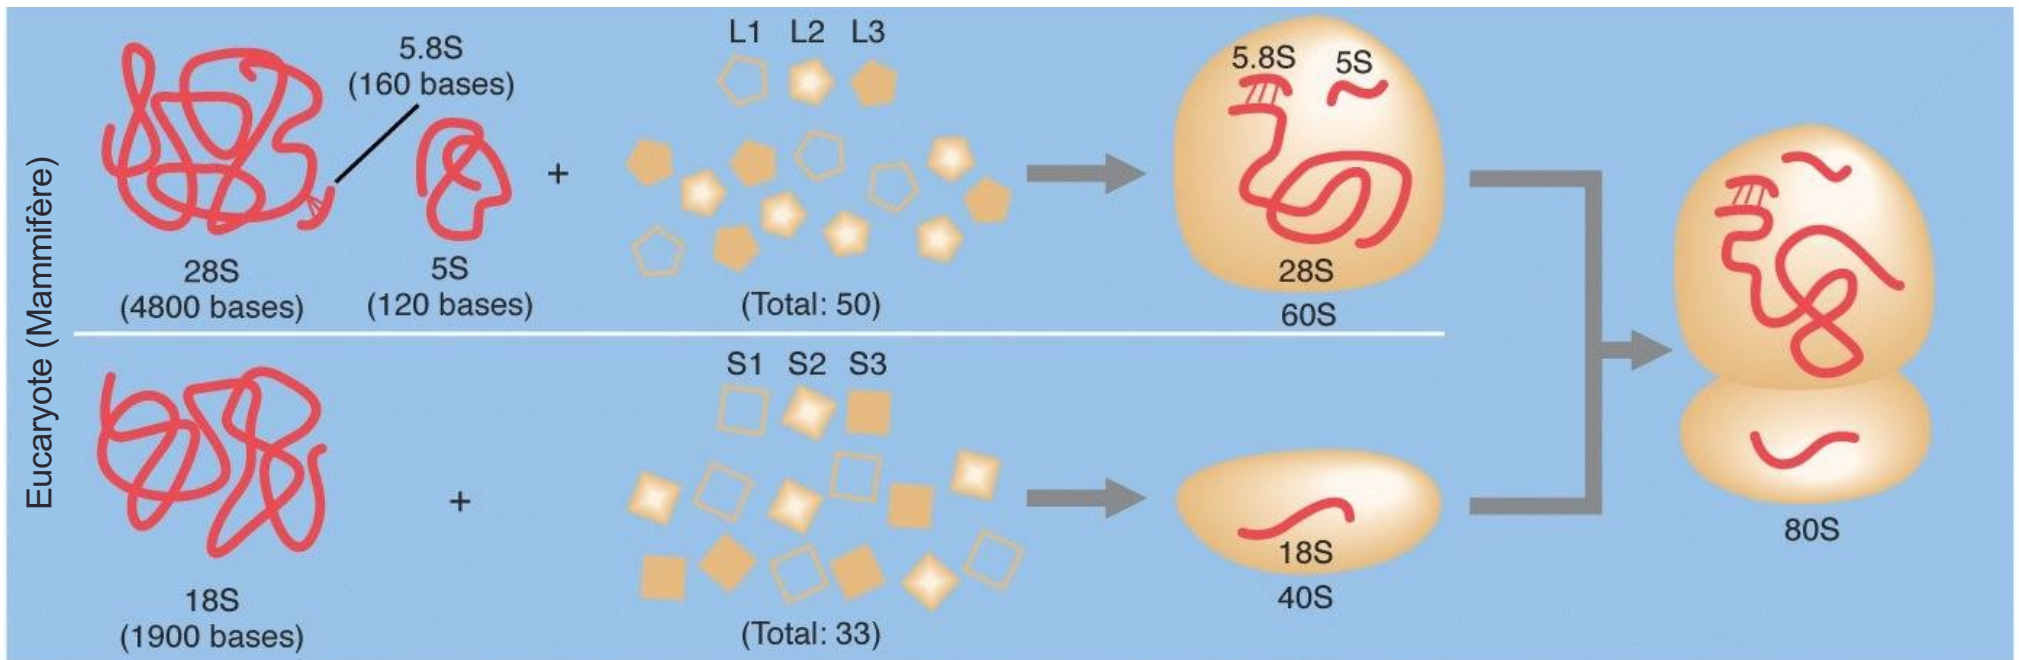 Eucaryote (Mammifère)
5.8S
(160 bases)
28S
(4800 bases)
5S
(120 bases)
+
L1 L2 L3
(Total: 50)
5.8S 5S
28S
60S
18S
(1900 bases)
+
S1 S2 S3
(Total: 33)
18S
40S
80S